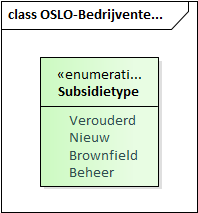 class OSLO-Bedrijvente...
«enumerati...
Subsidietype
Verouderd
Nieuw
Brownfield
Beheer